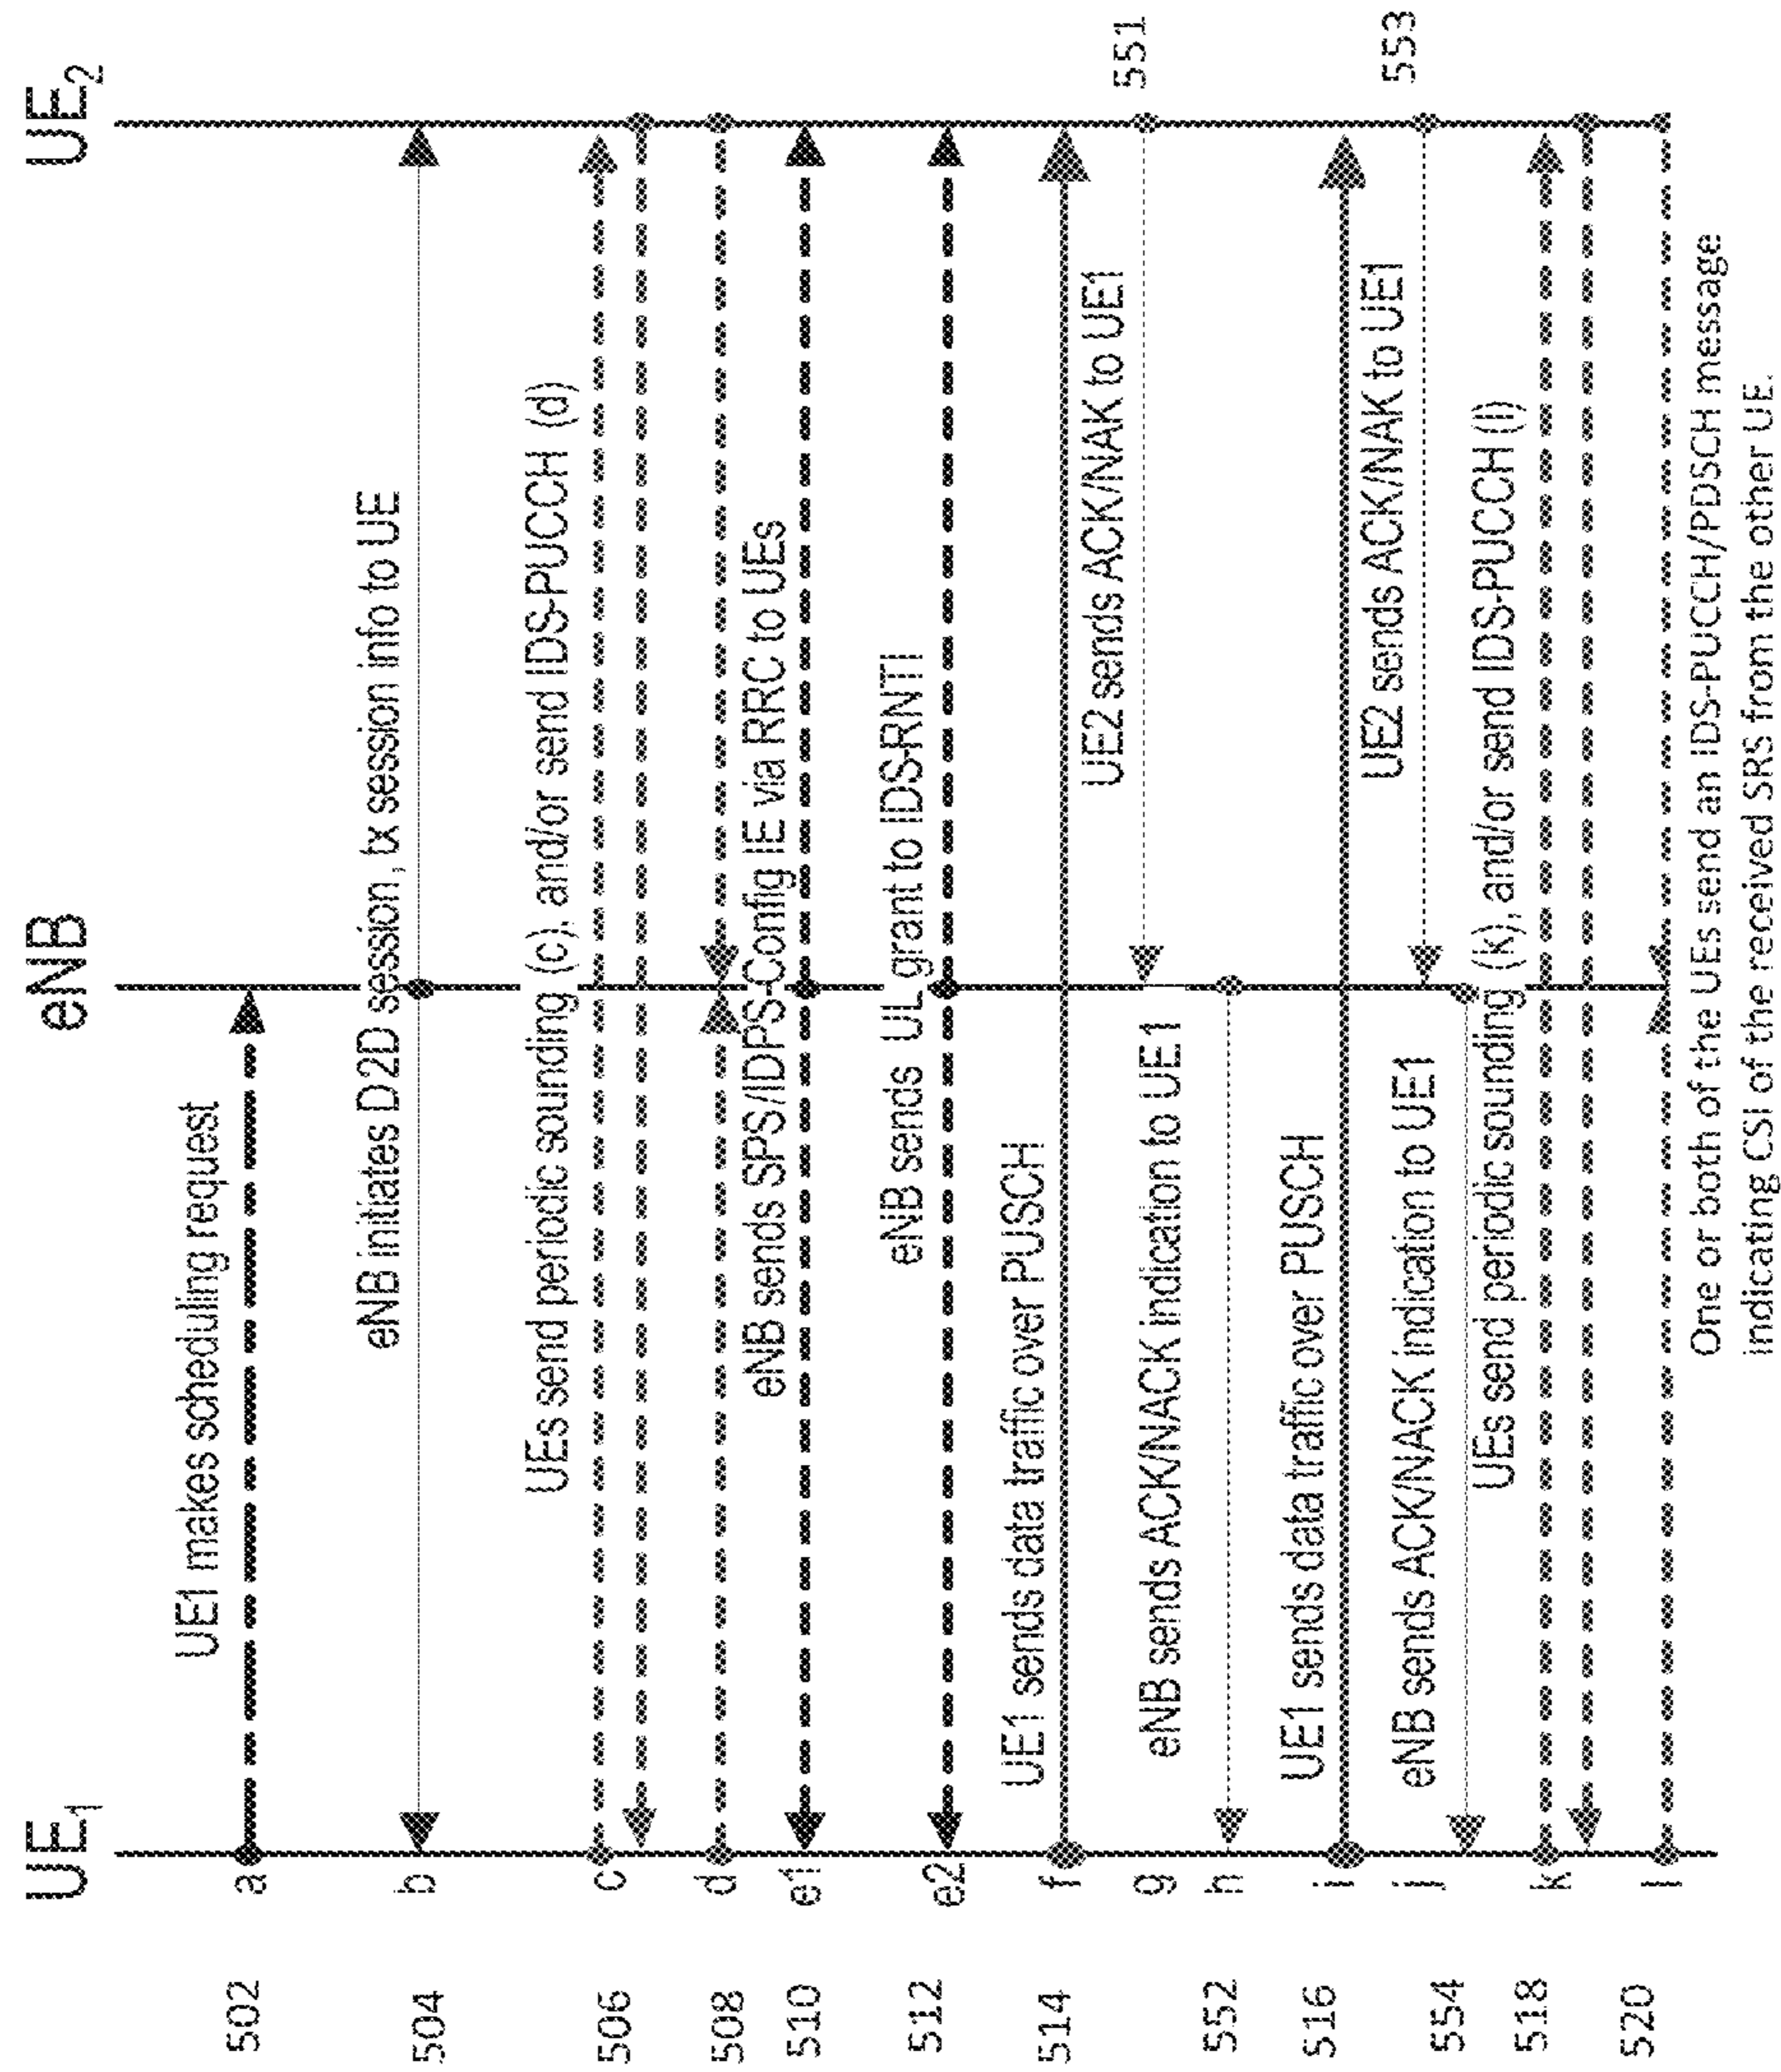 UE1 eNB UE2
502 a UE1 makes scheduling request
504 b eNB initiates D2D session, tx session info to UE
UEs send periodic sounding (c), and/or send IDS-PUCCH (d)
506 c
508 d
eNB sends SPS/IDPS-Config IE via RRC to UEs
510 e1
eNB sends UL grant to IDS-RNTI
512 e2
UE1 sends data traffic over PUSCH
514 f
UE2 sends ACK/NAK to UE1
g 551
eNB sends ACK/NACK indication to UE1
552 h
UE1 sends data traffic over PUSCH
516 i
UE2 sends ACK/NAK to UE1
j 553
eNB sends ACK/NACK indication to UE1
554
UEs send periodic sounding (k), and/or send IDS-PUCCH (l)
518 k
520 l
One or both of the UEs send an IDS-PUCCH/PDSCH message
indicating CSI of the received SRS from the other UE.